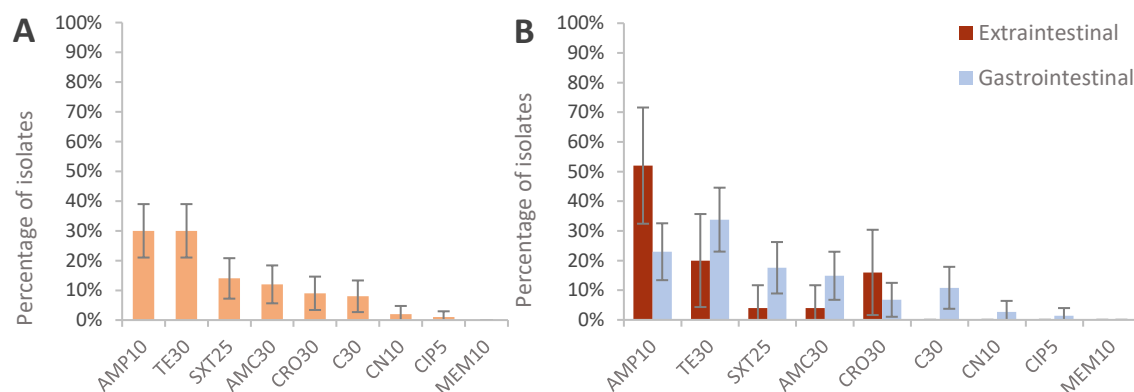 A
Percentage of isolates
100%
90%
80%
70%
60%
50%
40%
30%
20%
10%
0%
AMP10
TE30
SXT25
AMC30
CRO30
C30
CN10
CIP5
MEM10
B
Percentage of isolates
100%
90%
80%
70%
60%
50%
40%
30%
20%
10%
0%
AMP10
TE30
SXT25
AMC30
CRO30
C30
CN10
CIP5
MEM10
Extraintestinal
Gastrointestinal